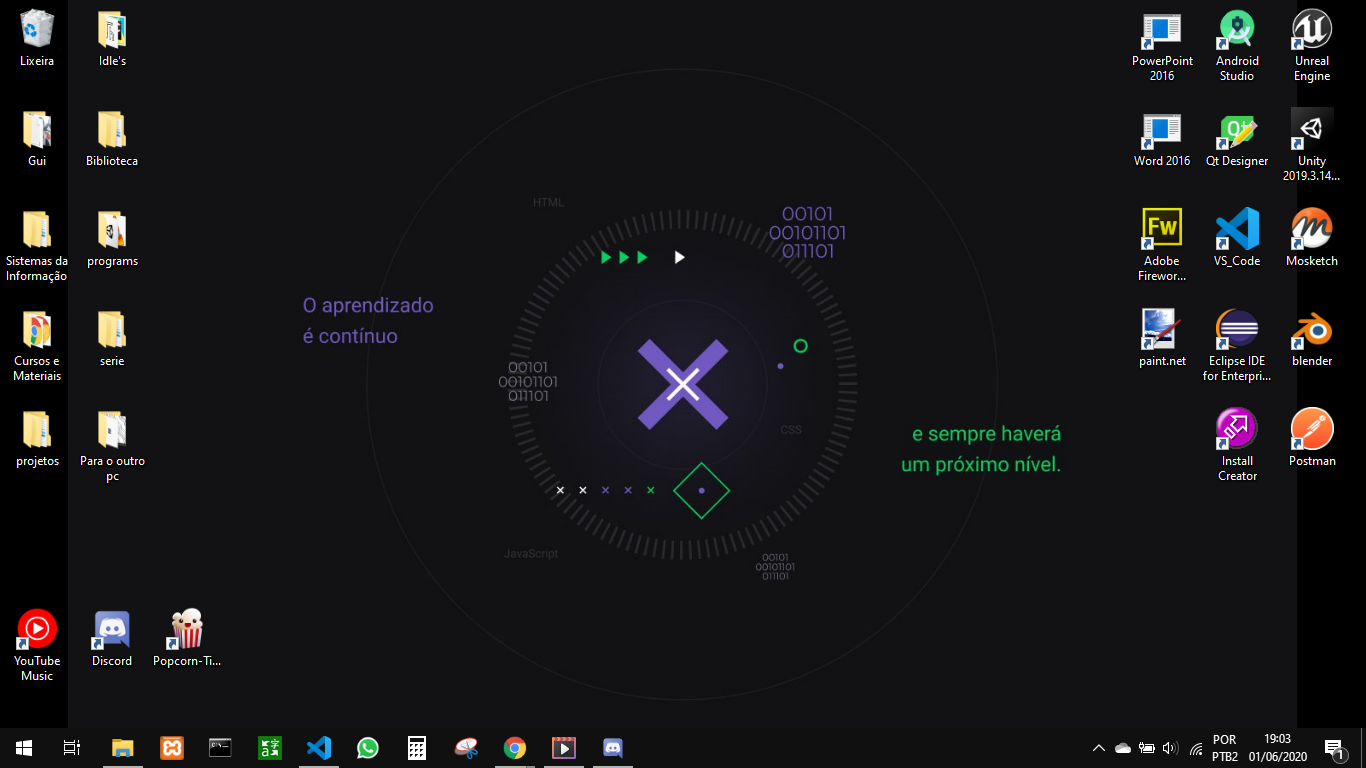 Lixeira
Idle's
PowerPoint
2016
Android
Studio
Unreal
Engine
Gui
Biblioteca
Word 2016
Qt Designer
Unity
2019.3.14...
Sistemas da
Informação
programs
Fw
Adobe
Firewor...
VS_Code
Mosketch
Cursos e
Materiais
serie
paint.net
Eclipse IDE
for Enterpri...
blender
projetos
Para o outro
pc
Install
Creator
Postman
HTML
00101
00101101
011101
O aprendizado
é contínuo
00101
00101101
011101
CSS
e sempre haverá
um próximo nível.
JavaScript
00101
00101101
011101
YouTube
Music
Discord
Popcorn-Ti...
POR
PTB2
19:03
01/06/2020
1